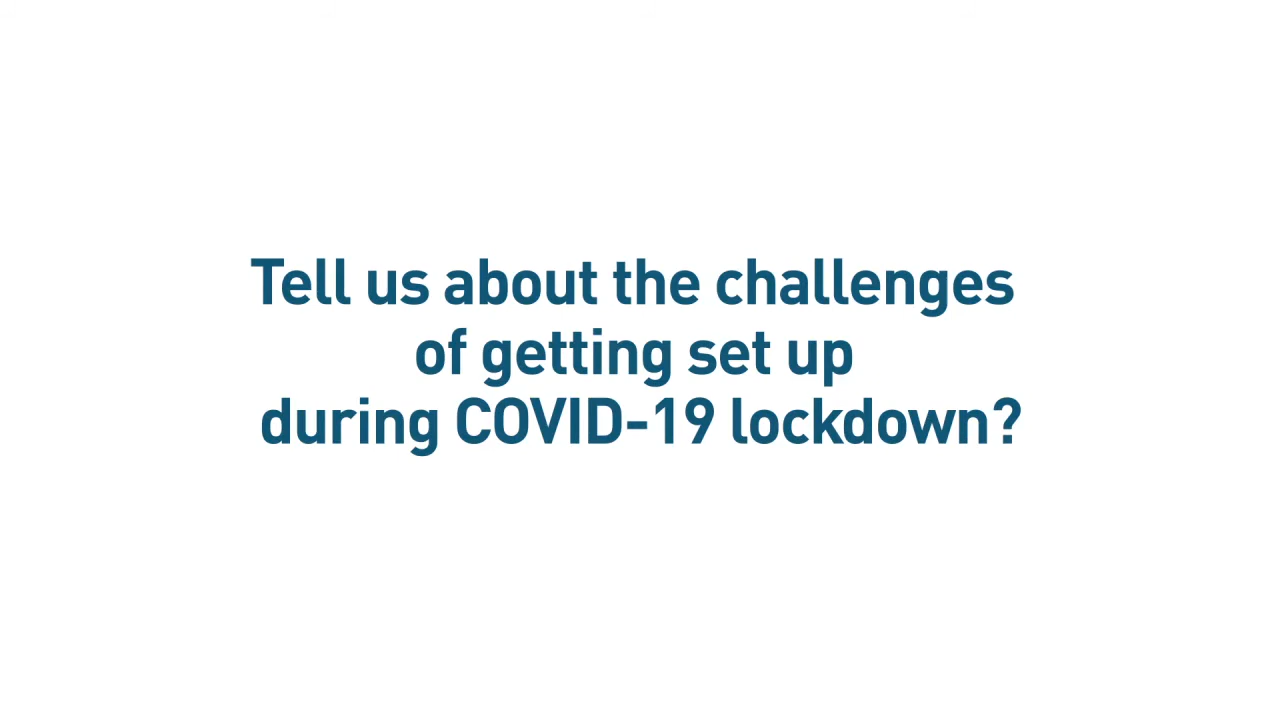 Tell us about the challenges
of getting set up
during COVID-19 lockdown?